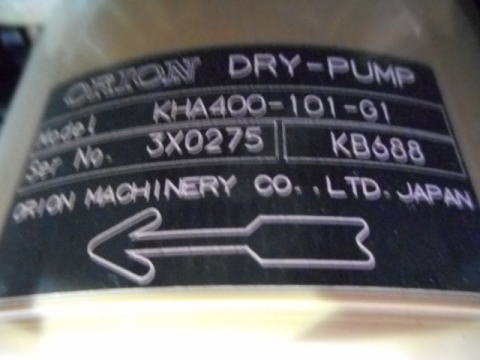 ORION DRY-PUMP
Model KHA400-101-G1
Ser No. 3X0275 KB688
ORION MACHINERY CO.,LTD.JAPAN